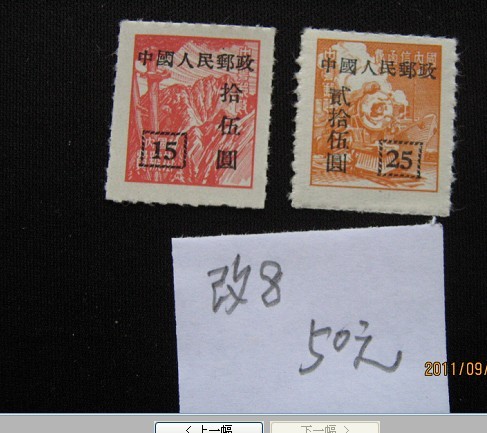 中國人民郵政
拾伍圓
15
中國人民郵政
貳拾伍圓
25
改8
50元
2011/09/
< 上一幅
下一幅 >